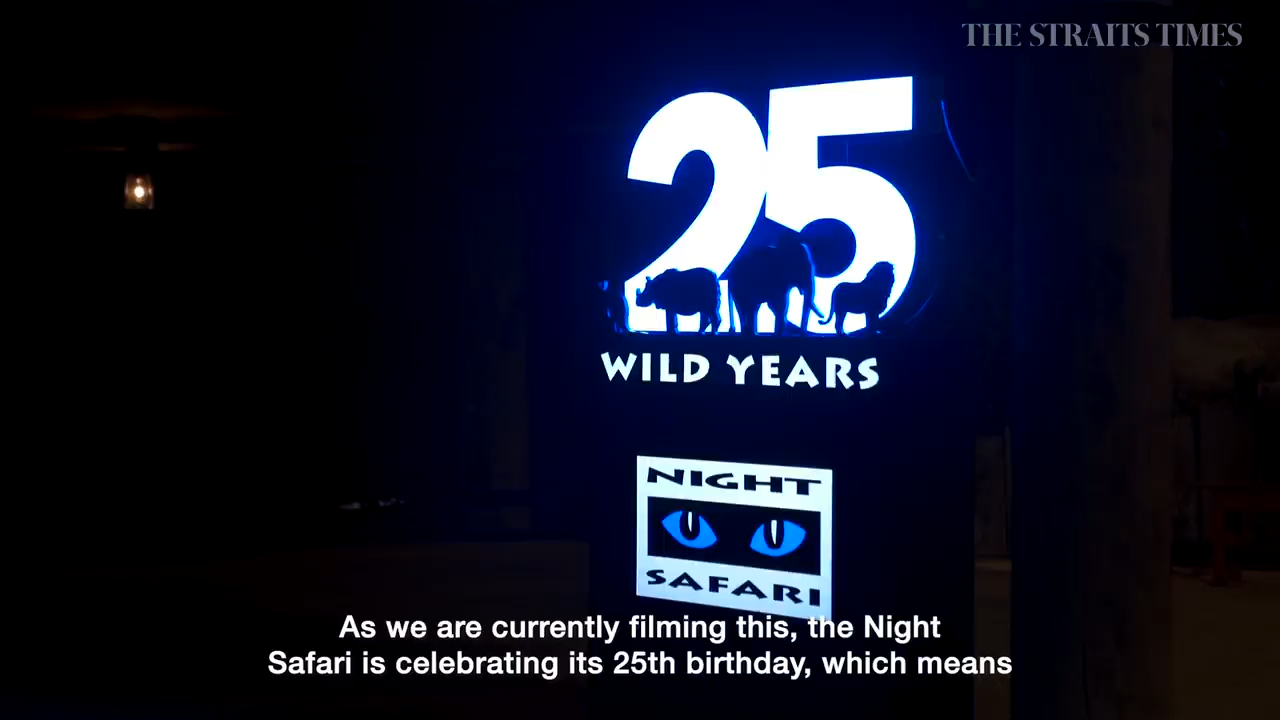 THE STRAITS TIMES
25
WILD YEARS
NIGHT
SAFARI
As we are currently filming this, the Night
Safari is celebrating its 25th birthday, which means